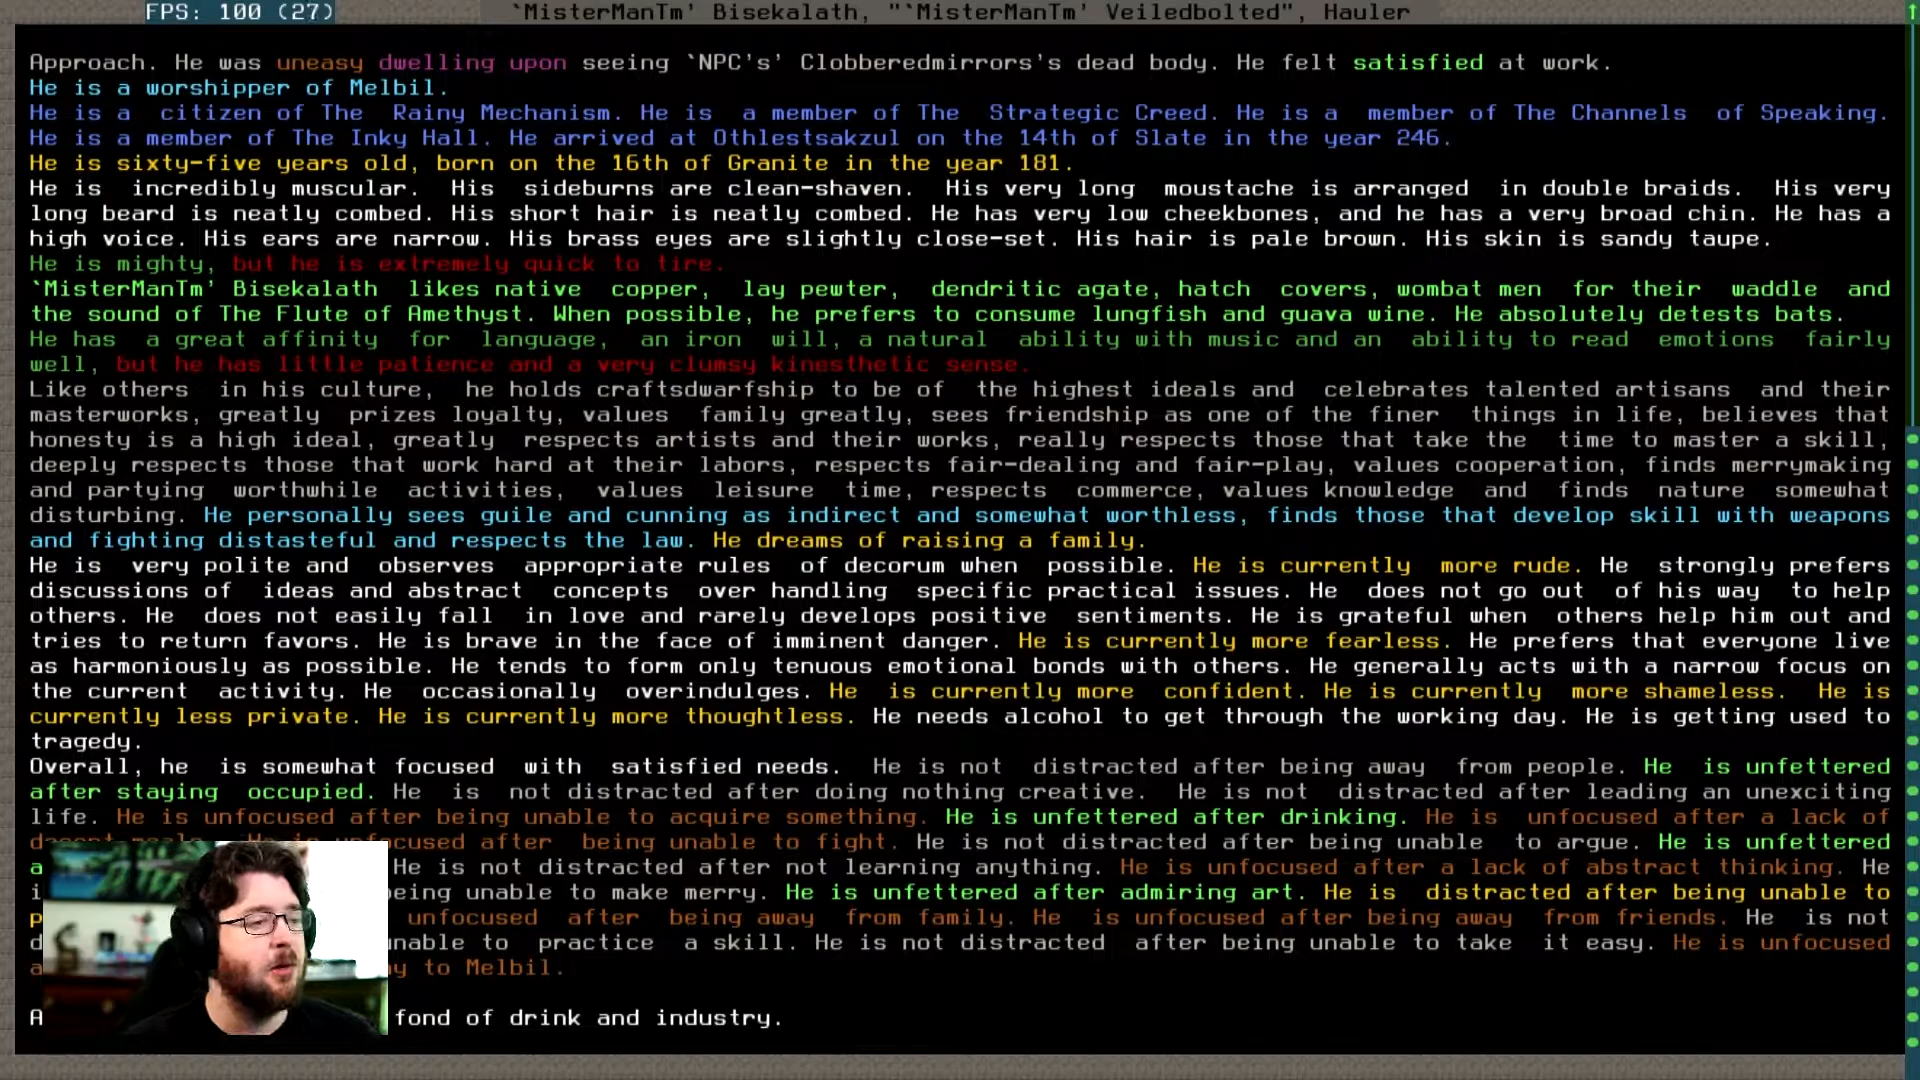 FPS: 100 (27)
`MisterManTm' Bisekalath, "`MisterManTm' Veiledbolted", Hauler
Approach. He was uneasy dwelling upon seeing `NPC's' Clobberedmirrors's dead body. He felt satisfied at work.
He is a worshipper of Melbil.
He is a citizen of The Rainy Mechanism. He is a member of The Strategic Creed. He is a member of The Channels of Speaking.
He is a member of The Inky Hall. He arrived at Othlestsakzul on the 14th of Slate in the year 246.
He is sixty-five years old, born on the 16th of Granite in the year 181.
He is incredibly muscular. His sideburns are clean-shaven. His very long moustache is arranged in double braids. His very
long beard is neatly combed. His short hair is neatly combed. He has very low cheekbones, and he has a very broad chin. He has a
high voice. His ears are narrow. His brass eyes are slightly close-set. His hair is pale brown. His skin is sandy taupe.
He is mighty, but he is extremely quick to tire.
`MisterManTm' Bisekalath likes native copper, lay pewter, dendritic agate, hatch covers, wombat men for their waddle and
the sound of The Flute of Amethyst. When possible, he prefers to consume lungfish and guava wine. He absolutely detests bats.
He has a great affinity for language, an iron will, a natural ability with music and an ability to read emotions fairly
well, but he has little patience and a very clumsy kinesthetic sense.
Like others in his culture, he holds craftsdwarfship to be of the highest ideals and celebrates talented artisans and their
masterworks, greatly prizes loyalty, values family greatly, sees friendship as one of the finer things in life, believes that
honesty is a high ideal, greatly respects artists and their works, really respects those that take the time to master a skill,
deeply respects those that work hard at their labors, respects fair-dealing and fair-play, values cooperation, finds merrymaking
and partying worthwhile activities, values leisure time, respects commerce, values knowledge and finds nature somewhat
disturbing. He personally sees guile and cunning as indirect and somewhat worthless, finds those that develop skill with weapons
and fighting distasteful and respects the law. He dreams of raising a family.
He is very polite and observes appropriate rules of decorum when possible. He is currently more rude. He strongly prefers
discussions of ideas and abstract concepts over handling specific practical issues. He does not go out of his way to help
others. He does not easily fall in love and rarely develops positive sentiments. He is grateful when others help him out and
tries to return favors. He is brave in the face of imminent danger. He is currently more fearless. He prefers that everyone live
as harmoniously as possible. He tends to form only tenuous emotional bonds with others. He generally acts with a narrow focus on
the current activity. He occasionally overindulges. He is currently more confident. He is currently more shameless. He is
currently less private. He is currently more thoughtless. He needs alcohol to get through the working day. He is getting used to
tragedy.
Overall, he is somewhat focused with satisfied needs. He is not distracted after being away from people. He is unfettered
after staying occupied. He is not distracted after doing nothing creative. He is not distracted after leading an unexciting
life. He is unfocused after being unable to acquire something. He is unfettered after drinking. He is unfocused after a lack of
decent meals. He is unfocused after being unable to fight. He is not distracted after being unable to argue. He is unfettered
He is not distracted after not learning anything. He is unfocused after a lack of abstract thinking. He
being unable to make merry. He is unfettered after admiring art. He is distracted after being unable to
unfocused after being away from family. He is unfocused after being away from friends. He is not
unable to practice a skill. He is not distracted after being unable to take it easy. He is unfocused
to Melbil.
A fond of drink and industry.